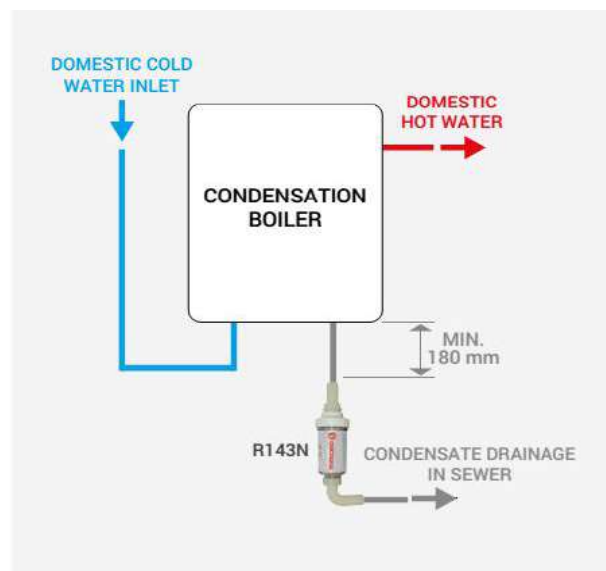 DOMESTIC COLD
WATER INLET
DOMESTIC
HOT WATER
CONDENSATION
BOILER
MIN.
180 mm
R143N
CONDENSATE DRAINAGE
IN SEWER